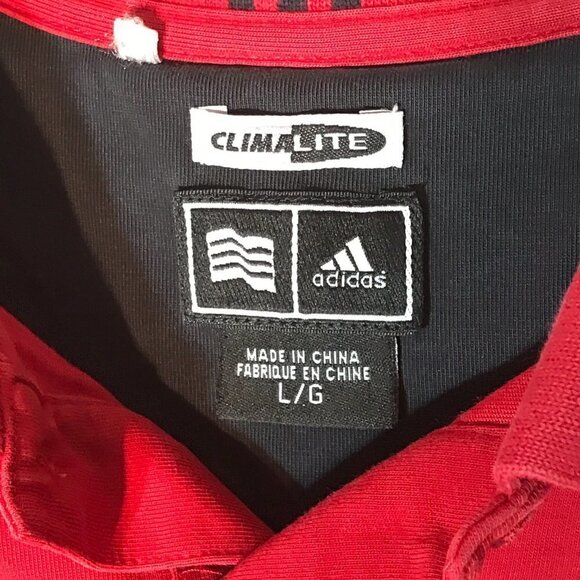 CLIMALITE
adidas
MADE IN CHINA
FABRIQUE EN CHINE
L/G